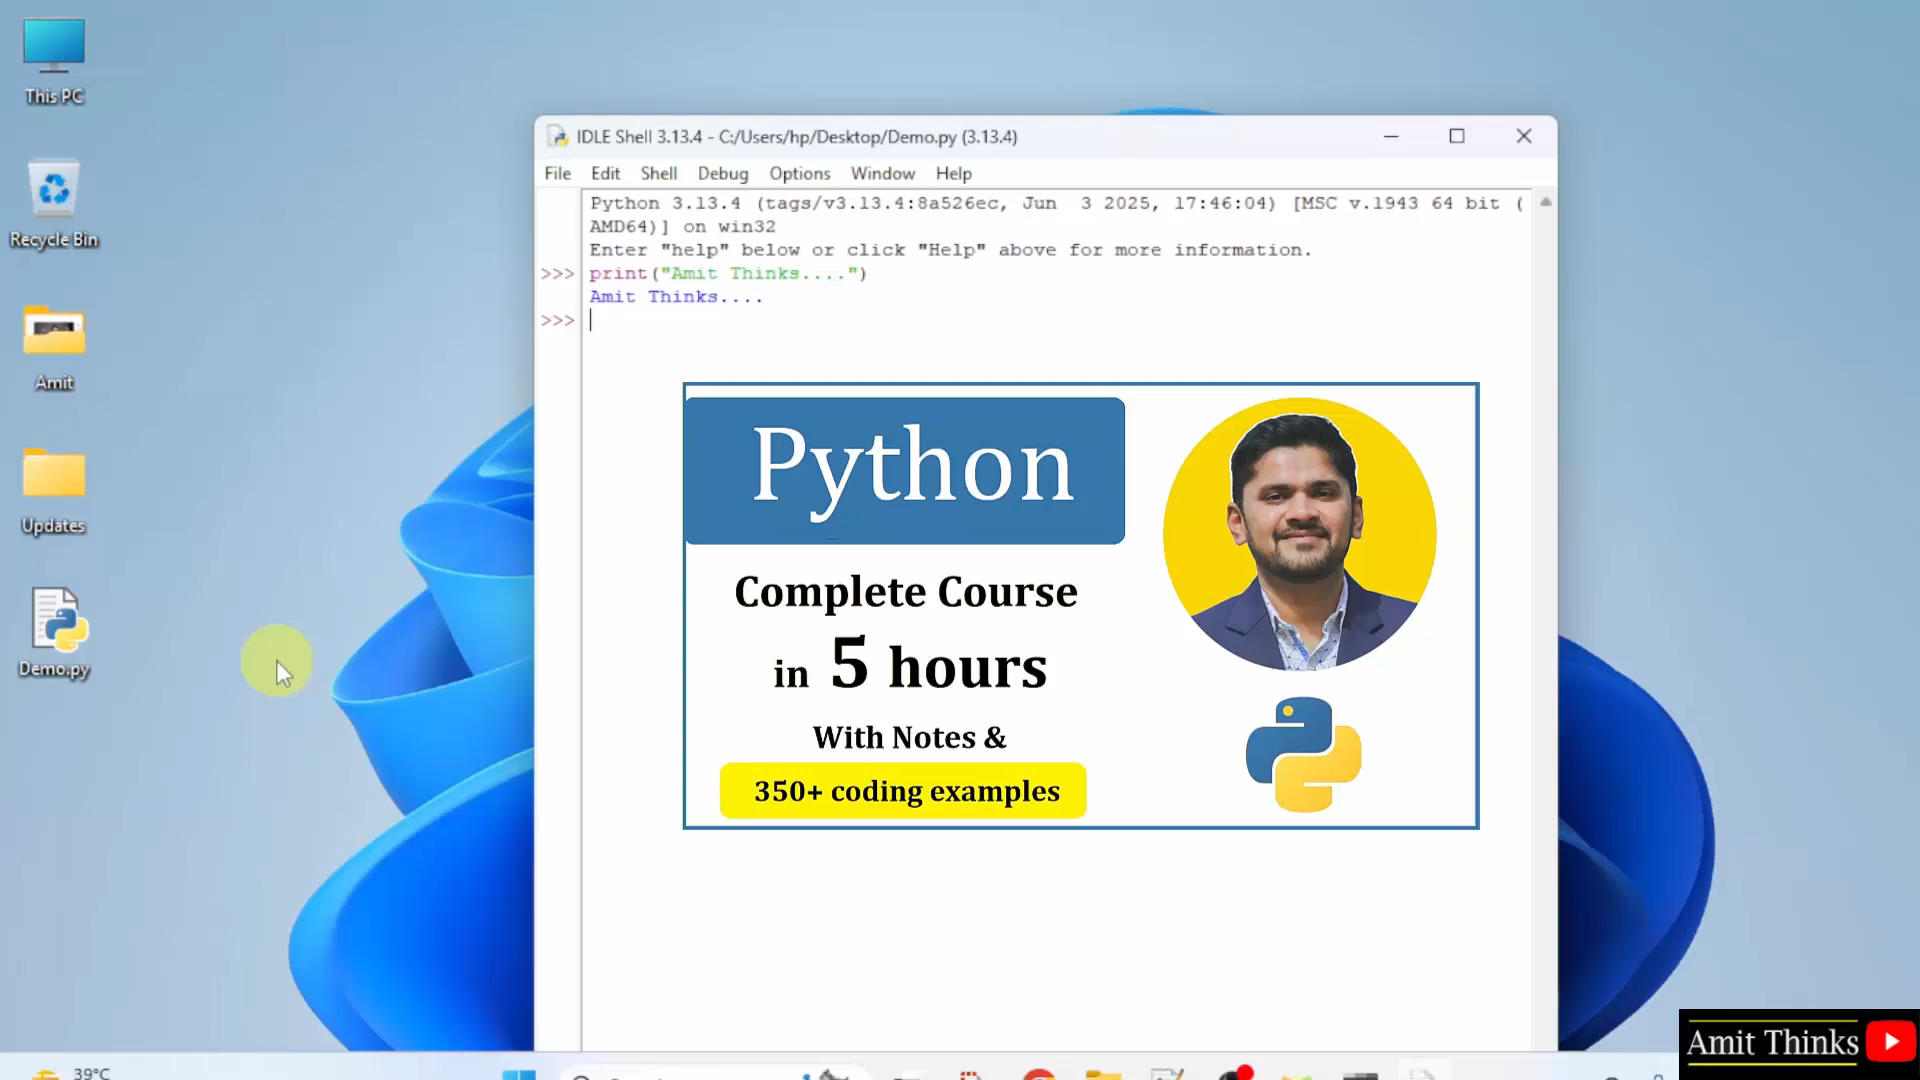 This PC
Recycle Bin
Amit
Updates
Demo.py
IDLE Shell 3.13.4 - C:/Users/hp/Desktop/Demo.py (3.13.4)
File Edit Shell Debug Options Window Help
Python 3.13.4 (tags/v3.13.4:8a526ec, Jun  3 2025, 17:46:04) [MSC v.1943 64 bit (
AMD64)] on win32
Enter "help" below or click "Help" above for more information.
>>> print("Amit Thinks....")
Amit Thinks....
>>>
Python
Complete Course
in 5 hours
With Notes &
350+ coding examples
Amit Thinks
39°C